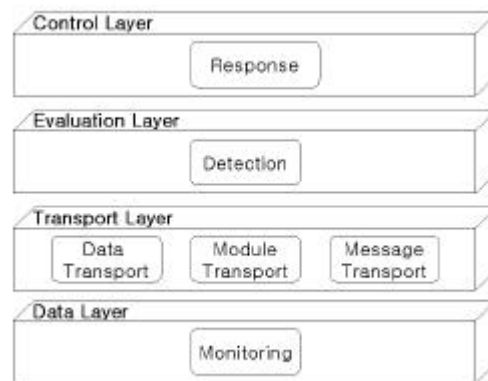 Control Layer
Response
Evaluation Layer
Detection
Transport Layer
Data Module Message
Transport Transport Transport
Data Layer
Monitoring